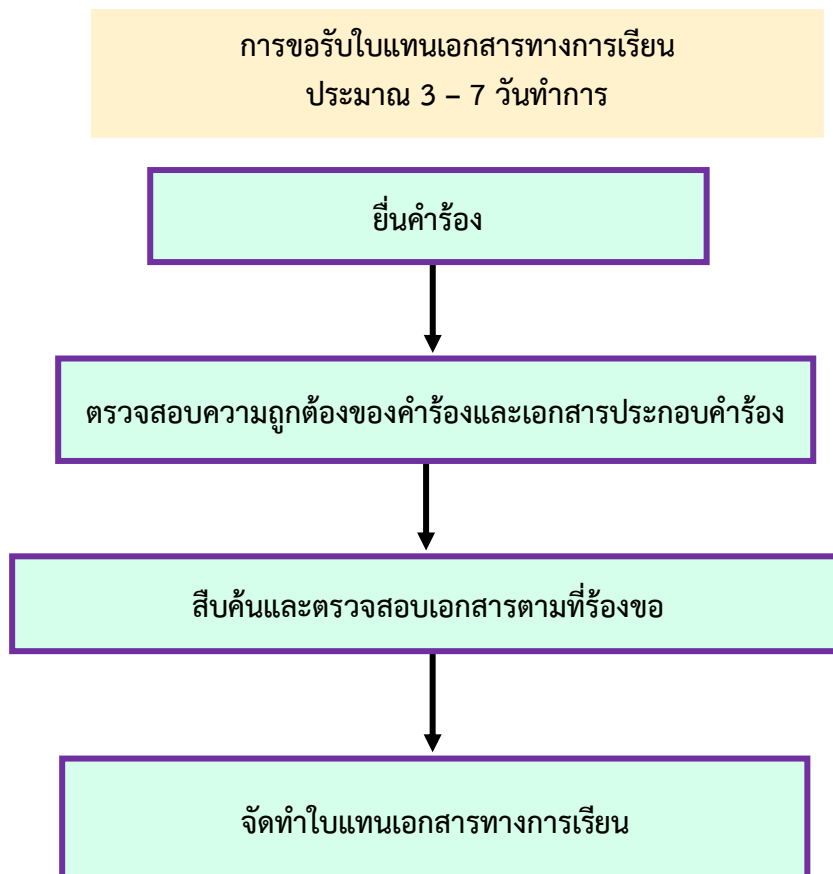 การขอรับใบแทนเอกสารทางการเรียน
ประมาณ 3 – 7 วันทำการ
ยื่นคำร้อง
ตรวจสอบความถูกต้องของคำร้องและเอกสารประกอบคำร้อง
สืบค้นและตรวจสอบเอกสารตามที่ร้องขอ
จัดทำใบแทนเอกสารทางการเรียน